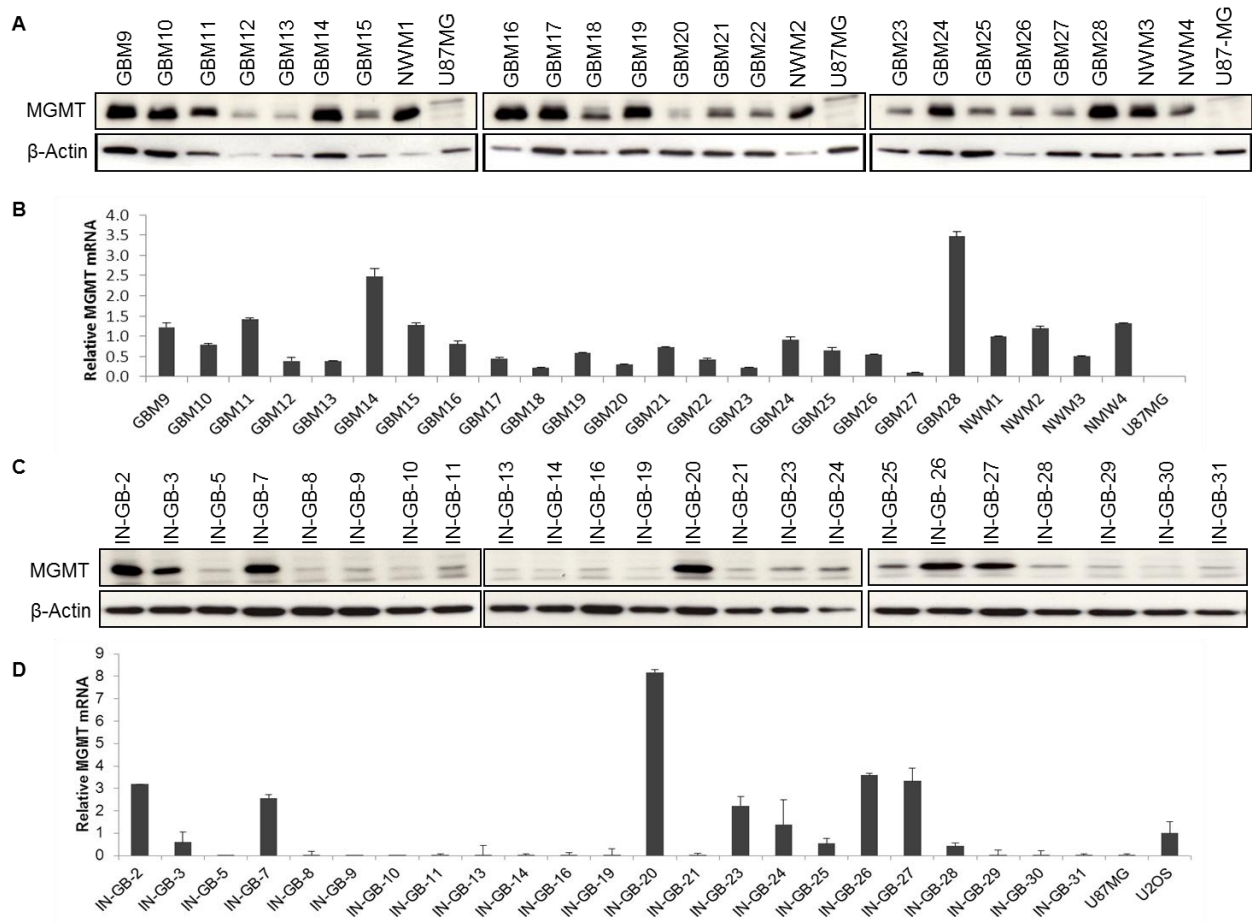 A
GBM9 GBM10 GBM11 GBM12 GBM13 GBM14 GBM15 NWM1 U87MG GBM16 GBM17 GBM18 GBM19 GBM20 GBM21 GBM22 NWM2 U87MG GBM23 GBM24 GBM25 GBM26 GBM27 GBM28 NWM3 NWM4 U87-MG
MGMT
β-Actin
B
Relative MGMT mRNA
4.0
3.5
3.0
2.5
2.0
1.5
1.0
0.5
0.0
GBM9 GBM10 GBM11 GBM12 GBM13 GBM14 GBM15 GBM16 GBM17 GBM18 GBM19 GBM20 GBM21 GBM22 GBM23 GBM24 GBM25 GBM26 GBM27 GBM28 NWM1 NWM2 NWM3 NMW4 U87MG
C
IN-GB-2 IN-GB-3 IN-GB-5 IN-GB-7 IN-GB-8 IN-GB-9 IN-GB-10 IN-GB-11 IN-GB-13 IN-GB-14 IN-GB-16 IN-GB-19 IN-GB-20 IN-GB-21 IN-GB-23 IN-GB-24 IN-GB-25 IN-GB- 26 IN-GB-27 IN-GB-28 IN-GB-29 IN-GB-30 IN-GB-31
MGMT
β-Actin
D
Relative MGMT mRNA
9
8
7
6
5
4
3
2
1
0
IN-GB-2 IN-GB-3 IN-GB-5 IN-GB-7 IN-GB-8 IN-GB-9 IN-GB-10 IN-GB-11 IN-GB-13 IN-GB-14 IN-GB-16 IN-GB-19 IN-GB-20 IN-GB-21 IN-GB-23 IN-GB-24 IN-GB-25 IN-GB-26 IN-GB-27 IN-GB-28 IN-GB-29 IN-GB-30 IN-GB-31 U87MG U2OS